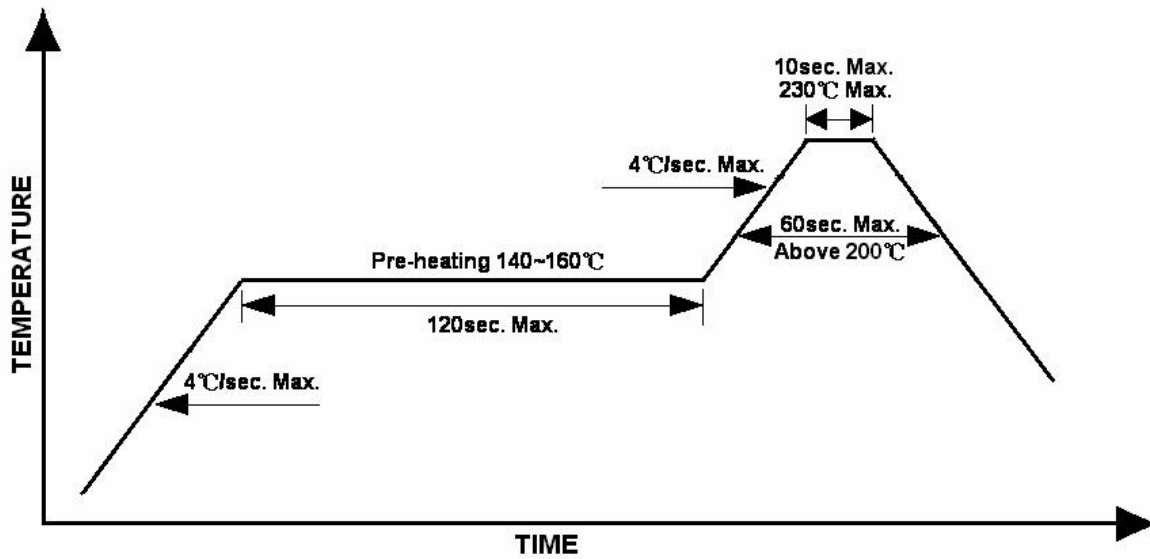 10sec. Max.
230℃ Max.
4℃/sec. Max.
60sec. Max.
Above 200℃
Pre-heating 140~160℃
120sec. Max.
4℃/sec. Max.
TEMPERATURE
TIME